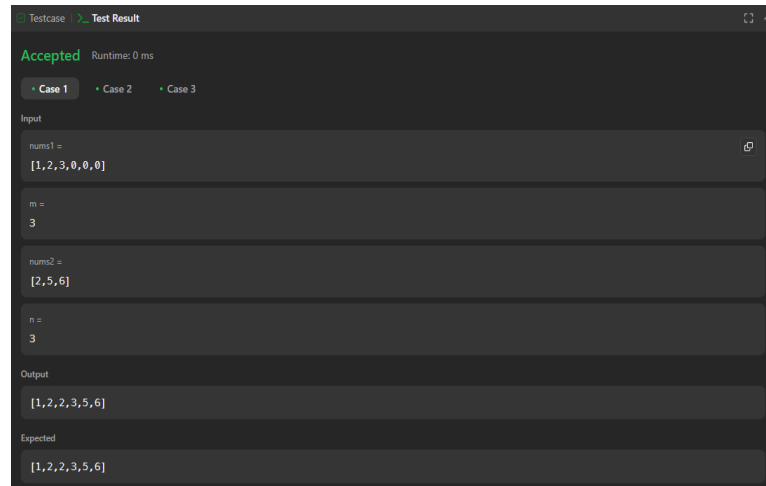 Testcase | >_ Test Result
Accepted Runtime: 0 ms
• Case 1 • Case 2 • Case 3
Input
nums1 =
[1,2,3,0,0,0]
m =
3
nums2 =
[2,5,6]
n =
3
Output
[1,2,2,3,5,6]
Expected
[1,2,2,3,5,6]